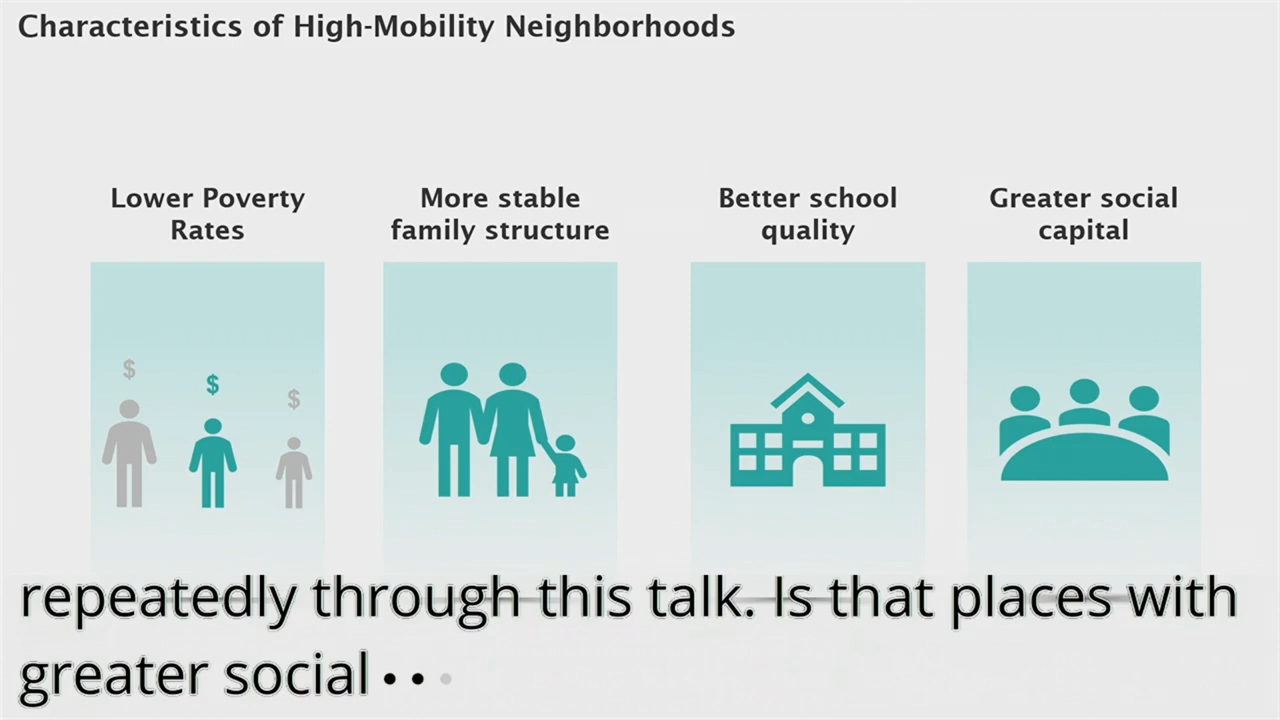 Characteristics of High-Mobility Neighborhoods
Lower Poverty
Rates
More stable
family structure
Better school
quality
Greater social
capital
$
$
$
repeatedly through this talk. Is that places with
greater social